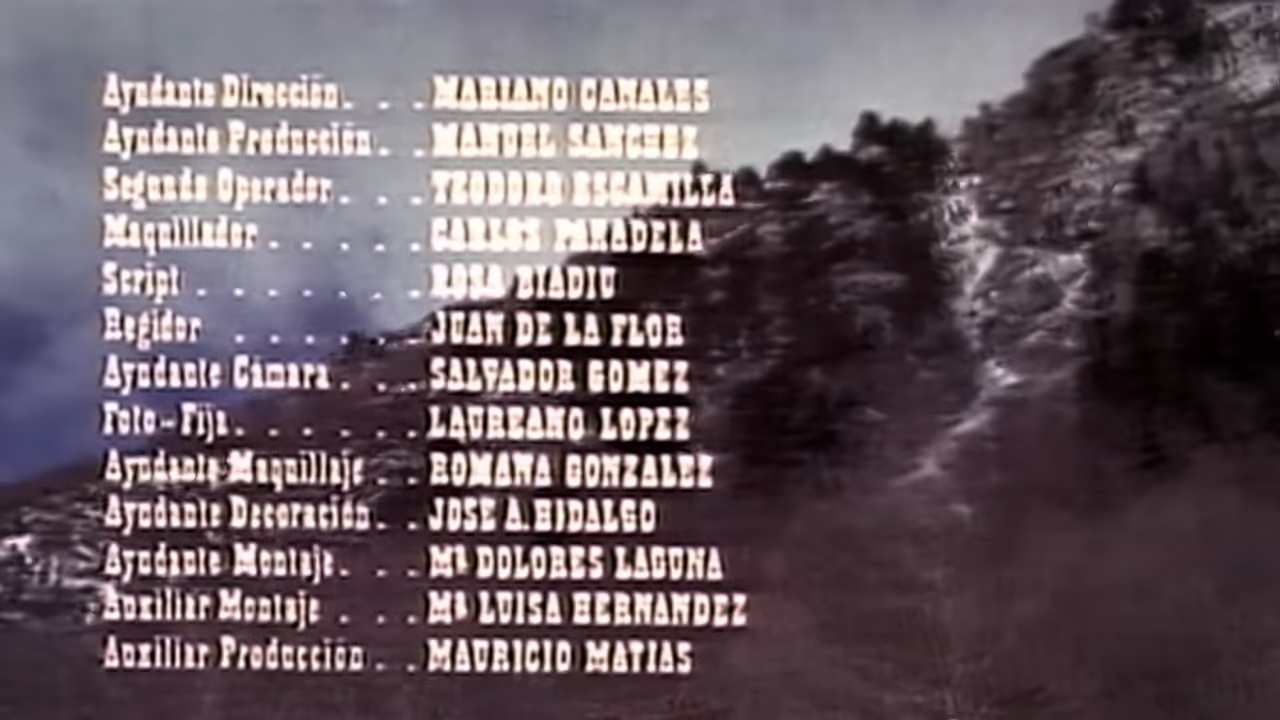 Ayudante Dirección. . . MARIANO CANALES
Ayudante Producción. . MANUEL SANCHEZ
Segundo Operador. . . TEODORO ESCAMILLA
Maquillador . . . . . CARLOS PARADELA
Script . . . . . . . ROSA BIADIU
Regidor . . . . . . JUAN DE LA FLOR
Ayudante Cámara . . . SALVADOR GOMEZ
Foto-Fija. . . . . . LAUREANO LOPEZ
Ayudante Maquillaje . . ROMANA GONZALEZ
Ayudante Decoración. . JOSE A. HIDALGO
Ayudante Montaje. . . Mª DOLORES LAGUNA
Auxiliar Montaje . . . Mª LUISA HERNANDEZ
Auxiliar Producción . . MAURICIO MATIAS